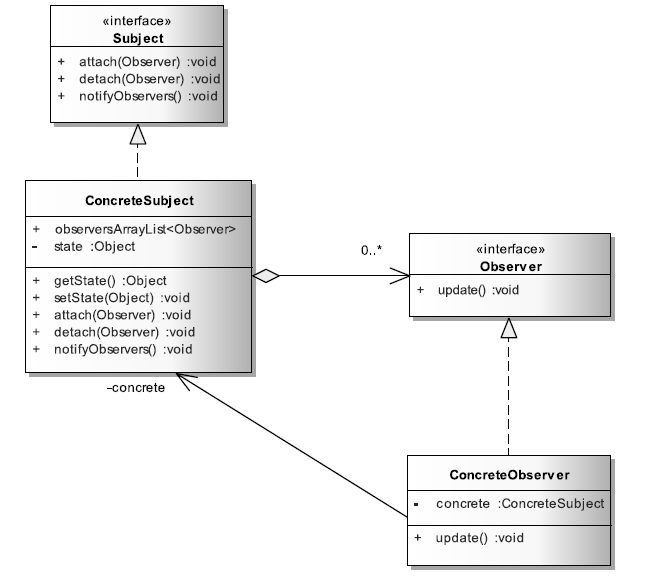 «interface»
Subject
+ attach(Observer) :void
+ detach(Observer) :void
+ notifyObservers() :void
ConcreteSubject
+ observersArrayList<Observer>
- state :Object
+ getState() :Object
+ setState(Object) :void
+ attach(Observer) :void
+ detach(Observer) :void
+ notifyObservers() :void
0..*
«interface»
Observer
+ update() :void
-concrete
ConcreteObserver
- concrete :ConcreteSubject
+ update() :void